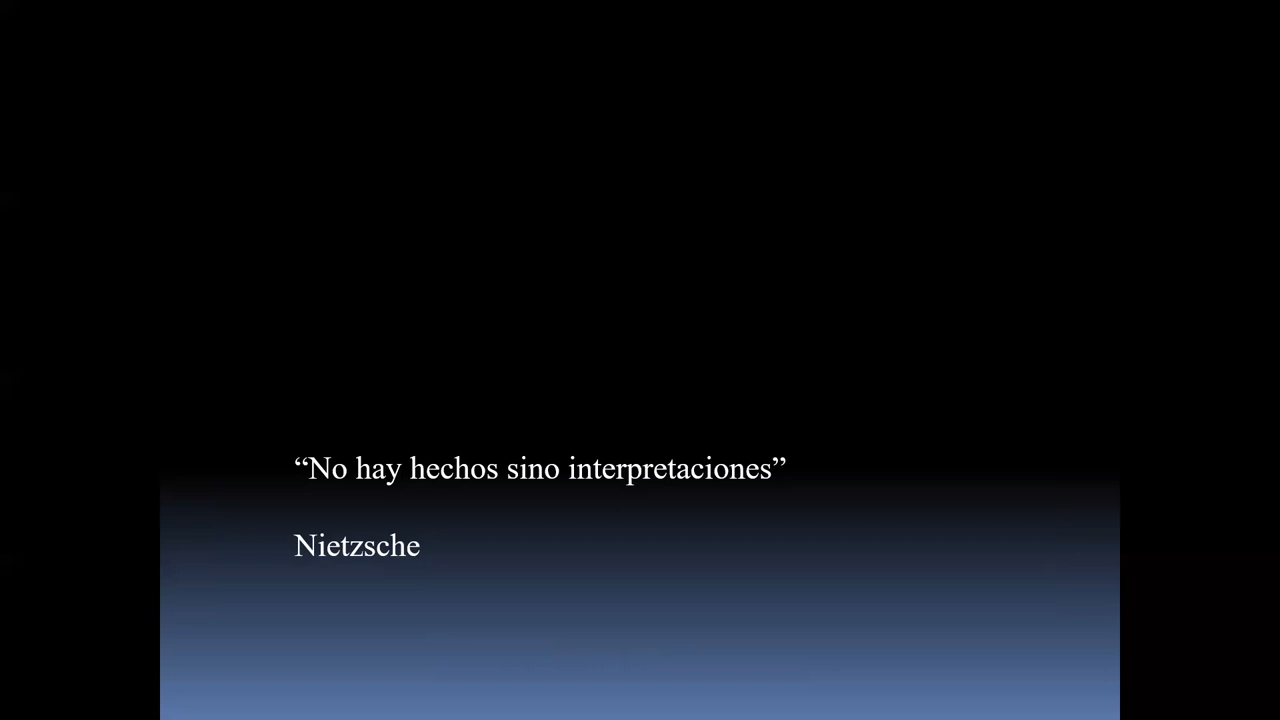 “No hay hechos sino interpretaciones”
Nietzsche